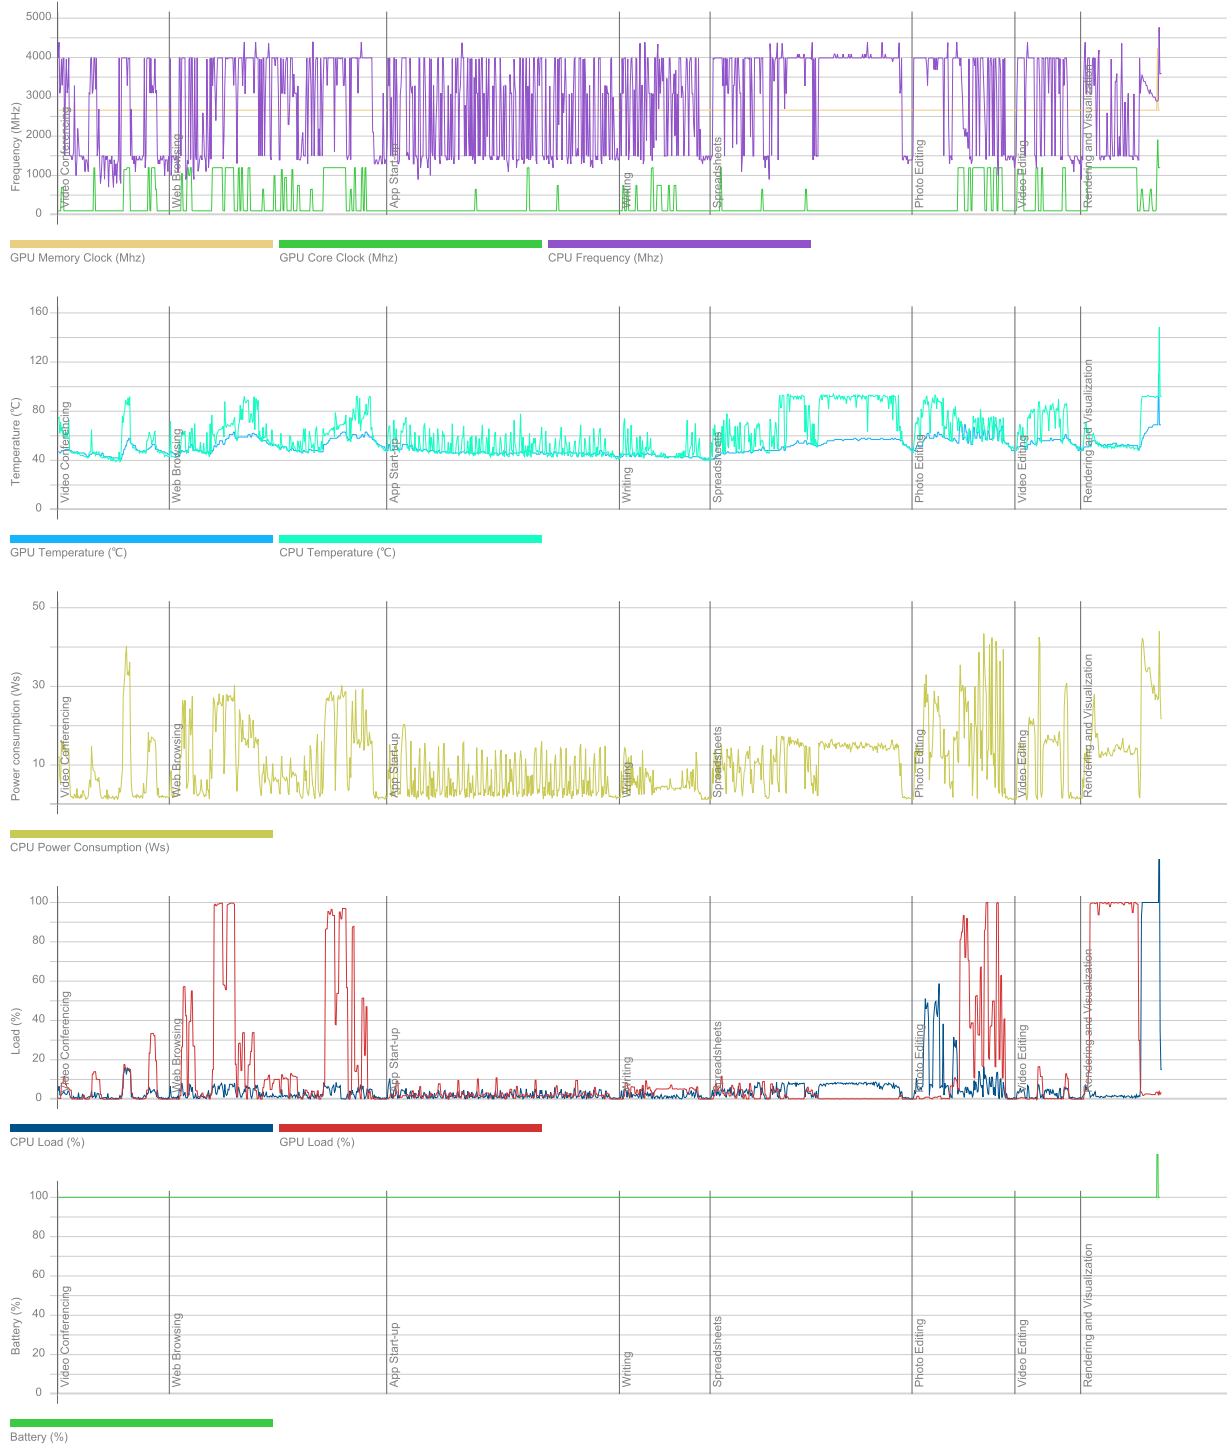 5000
4000
3000
2000
1000
0
Frequency (MHz)
Video Conferencing
Web Browsing
App Start-up
Writing
Spreadsheets
Photo Editing
Video Editing
Rendering and Visualization
GPU Memory Clock (Mhz)
GPU Core Clock (Mhz)
CPU Frequency (Mhz)
160
120
80
40
0
Temperature (℃)
Video Conferencing
Web Browsing
App Start-up
Writing
Spreadsheets
Photo Editing
Video Editing
Rendering and Visualization
GPU Temperature (℃)
CPU Temperature (℃)
50
30
10
Power consumption (Ws)
Video Conferencing
Web Browsing
App Start-up
Writing
Spreadsheets
Photo Editing
Video Editing
Rendering and Visualization
CPU Power Consumption (Ws)
100
80
60
40
20
0
Load (%)
Video Conferencing
Web Browsing
App Start-up
Writing
Spreadsheets
Photo Editing
Video Editing
Rendering and Visualization
CPU Load (%)
GPU Load (%)
100
80
60
40
20
0
Battery (%)
Video Conferencing
Web Browsing
App Start-up
Writing
Spreadsheets
Photo Editing
Video Editing
Rendering and Visualization
Battery (%)